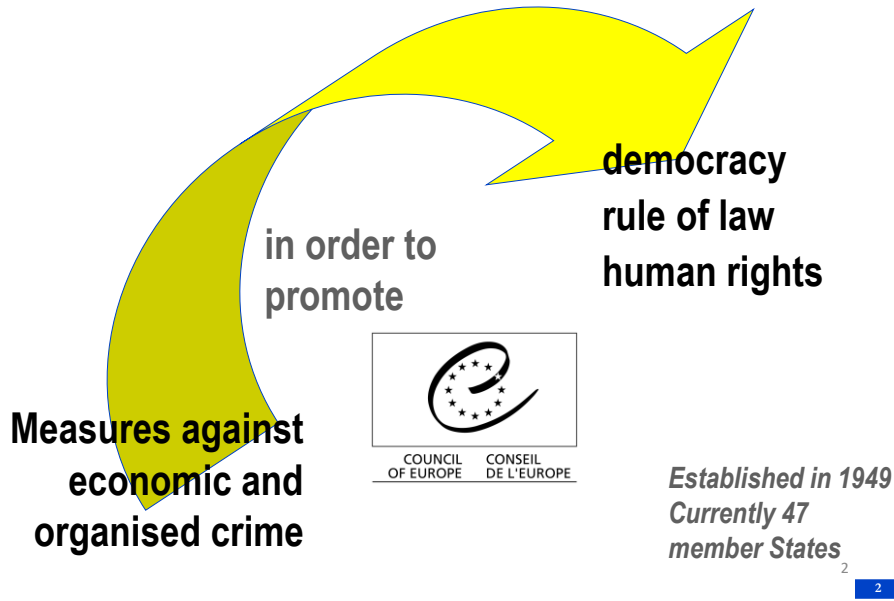 democracy
rule of law
human rights
in order to
promote
Measures against
economic and
organised crime
COUNCIL CONSEIL
OF EUROPE DE L'EUROPE
Established in 1949
Currently 47
member States
2
2